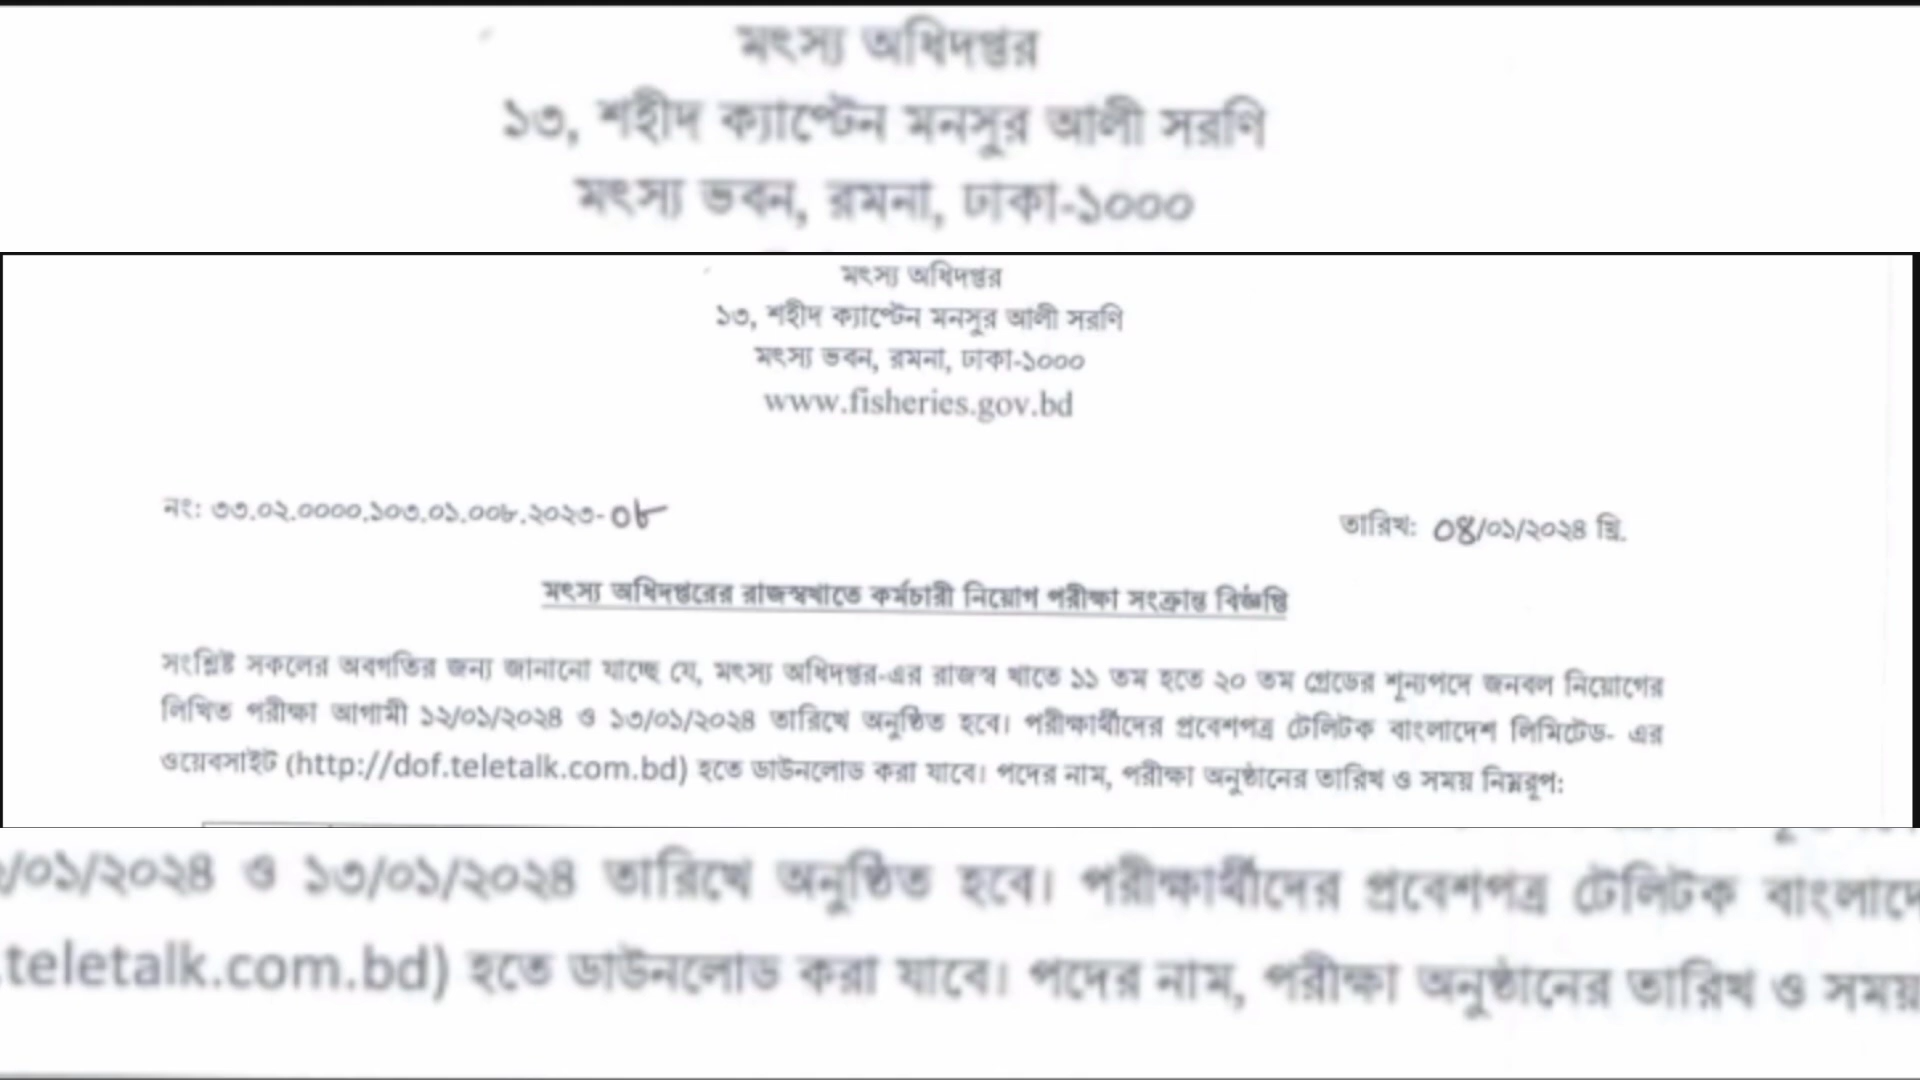 মৎস্য অধিদপ্তর
১৩, শহীদ ক্যাপ্টেন মনসুর আলী সরণি
মৎস্য ভবন, রমনা, ঢাকা-১০০০
মৎস্য অধিদপ্তর
১৩, শহীদ ক্যাপ্টেন মনসুর আলী সরণি
মৎস্য ভবন, রমনা, ঢাকা-১০০০
www.fisheries.gov.bd
নং: ৩৩.০২.০০০০.১০৩.০১.০০৮.২০২৩-০৮
তারিখ: ০৪/০১/২০২৪ খ্রি.
মৎস্য অধিদপ্তরের রাজস্বখাতে কর্মচারী নিয়োগ পরীক্ষা সংক্রান্ত বিজ্ঞপ্তি
সংশ্লিষ্ট সকলের অবগতির জন্য জানানো যাচ্ছে যে, মৎস্য অধিদপ্তর-এর রাজস্ব খাতে ১১ তম হতে ২০ তম গ্রেডের শূন্যপদে জনবল নিয়োগের
লিখিত পরীক্ষা আগামী ১২/০১/২০২৪ ও ১৩/০১/২০২৪ তারিখে অনুষ্ঠিত হবে। পরীক্ষার্থীদের প্রবেশপত্র টেলিটক বাংলাদেশ লিমিটেড- এর
ওয়েবসাইট (http://dof.teletalk.com.bd) হতে ডাউনলোড করা যাবে। পদের নাম, পরীক্ষা অনুষ্ঠানের তারিখ ও সময় নিম্নরূপ:
/০১/২০২৪ ও ১৩/০১/২০২৪ তারিখে অনুষ্ঠিত হবে। পরীক্ষার্থীদের প্রবেশপত্র টেলিটক বাংলাদে
.teletalk.com.bd) হতে ডাউনলোড করা যাবে। পদের নাম, পরীক্ষা অনুষ্ঠানের তারিখ ও সময়